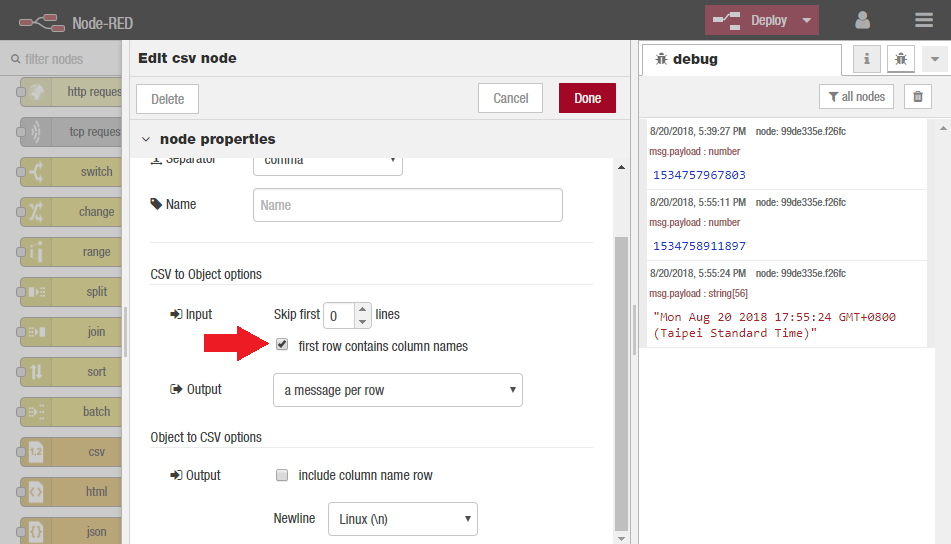 Node-RED
Deploy
filter nodes
http reques
tcp reques
switch
change
range
split
join
sort
batch
1,2
csv
html
json
Edit csv node
Delete
Cancel
Done
node properties
Separator
comma
Name
Name
CSV to Object options
Input
Skip first 0 lines
first row contains column names
Output
a message per row
Object to CSV options
Output
include column name row
Newline
Linux (\n)
debug
i
all nodes
8/20/2018, 5:39:27 PM node: 99de335e.f26fc
msg.payload : number
1534757967803
8/20/2018, 5:55:11 PM node: 99de335e.f26fc
msg.payload : number
1534758911897
8/20/2018, 5:55:24 PM node: 99de335e.f26fc
msg.payload : string[56]
"Mon Aug 20 2018 17:55:24 GMT+0800
(Taipei Standard Time)"